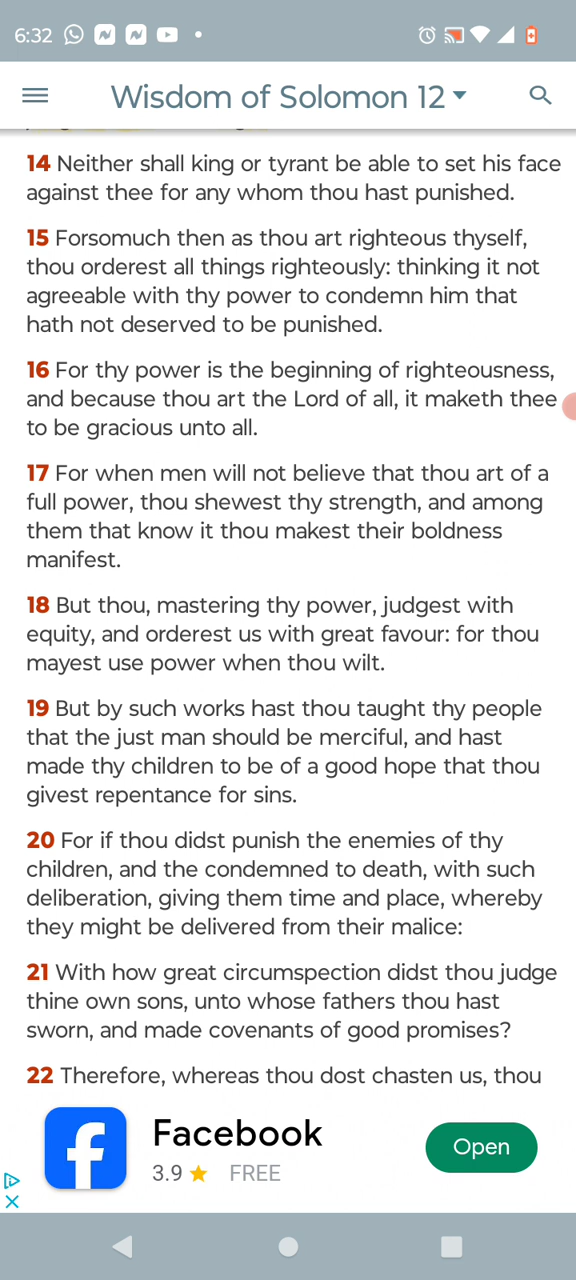 6:32
Wisdom of Solomon 12
14 Neither shall king or tyrant be able to set his face
against thee for any whom thou hast punished.
15 Forsomuch then as thou art righteous thyself,
thou orderest all things righteously: thinking it not
agreeable with thy power to condemn him that
hath not deserved to be punished.
16 For thy power is the beginning of righteousness,
and because thou art the Lord of all, it maketh thee
to be gracious unto all.
17 For when men will not believe that thou art of a
full power, thou shewest thy strength, and among
them that know it thou makest their boldness
manifest.
18 But thou, mastering thy power, judgest with
equity, and orderest us with great favour: for thou
mayest use power when thou wilt.
19 But by such works hast thou taught thy people
that the just man should be merciful, and hast
made thy children to be of a good hope that thou
givest repentance for sins.
20 For if thou didst punish the enemies of thy
children, and the condemned to death, with such
deliberation, giving them time and place, whereby
they might be delivered from their malice:
21 With how great circumspection didst thou judge
thine own sons, unto whose fathers thou hast
sworn, and made covenants of good promises?
22 Therefore, whereas thou dost chasten us, thou
Facebook
3.9 ★ FREE
Open